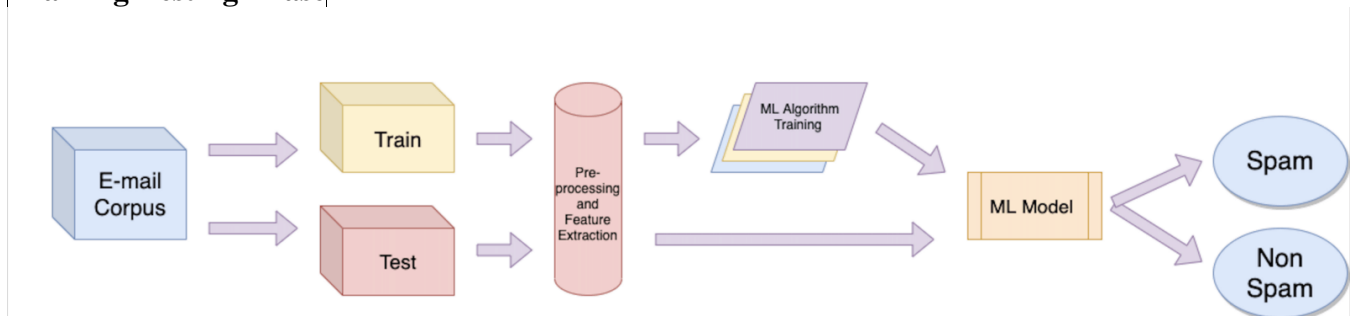 E-mail
Corpus
Train
Test
Pre-
processing
and
Feature
Extraction
ML Algorithm
Training
ML Model
Spam
Non
Spam